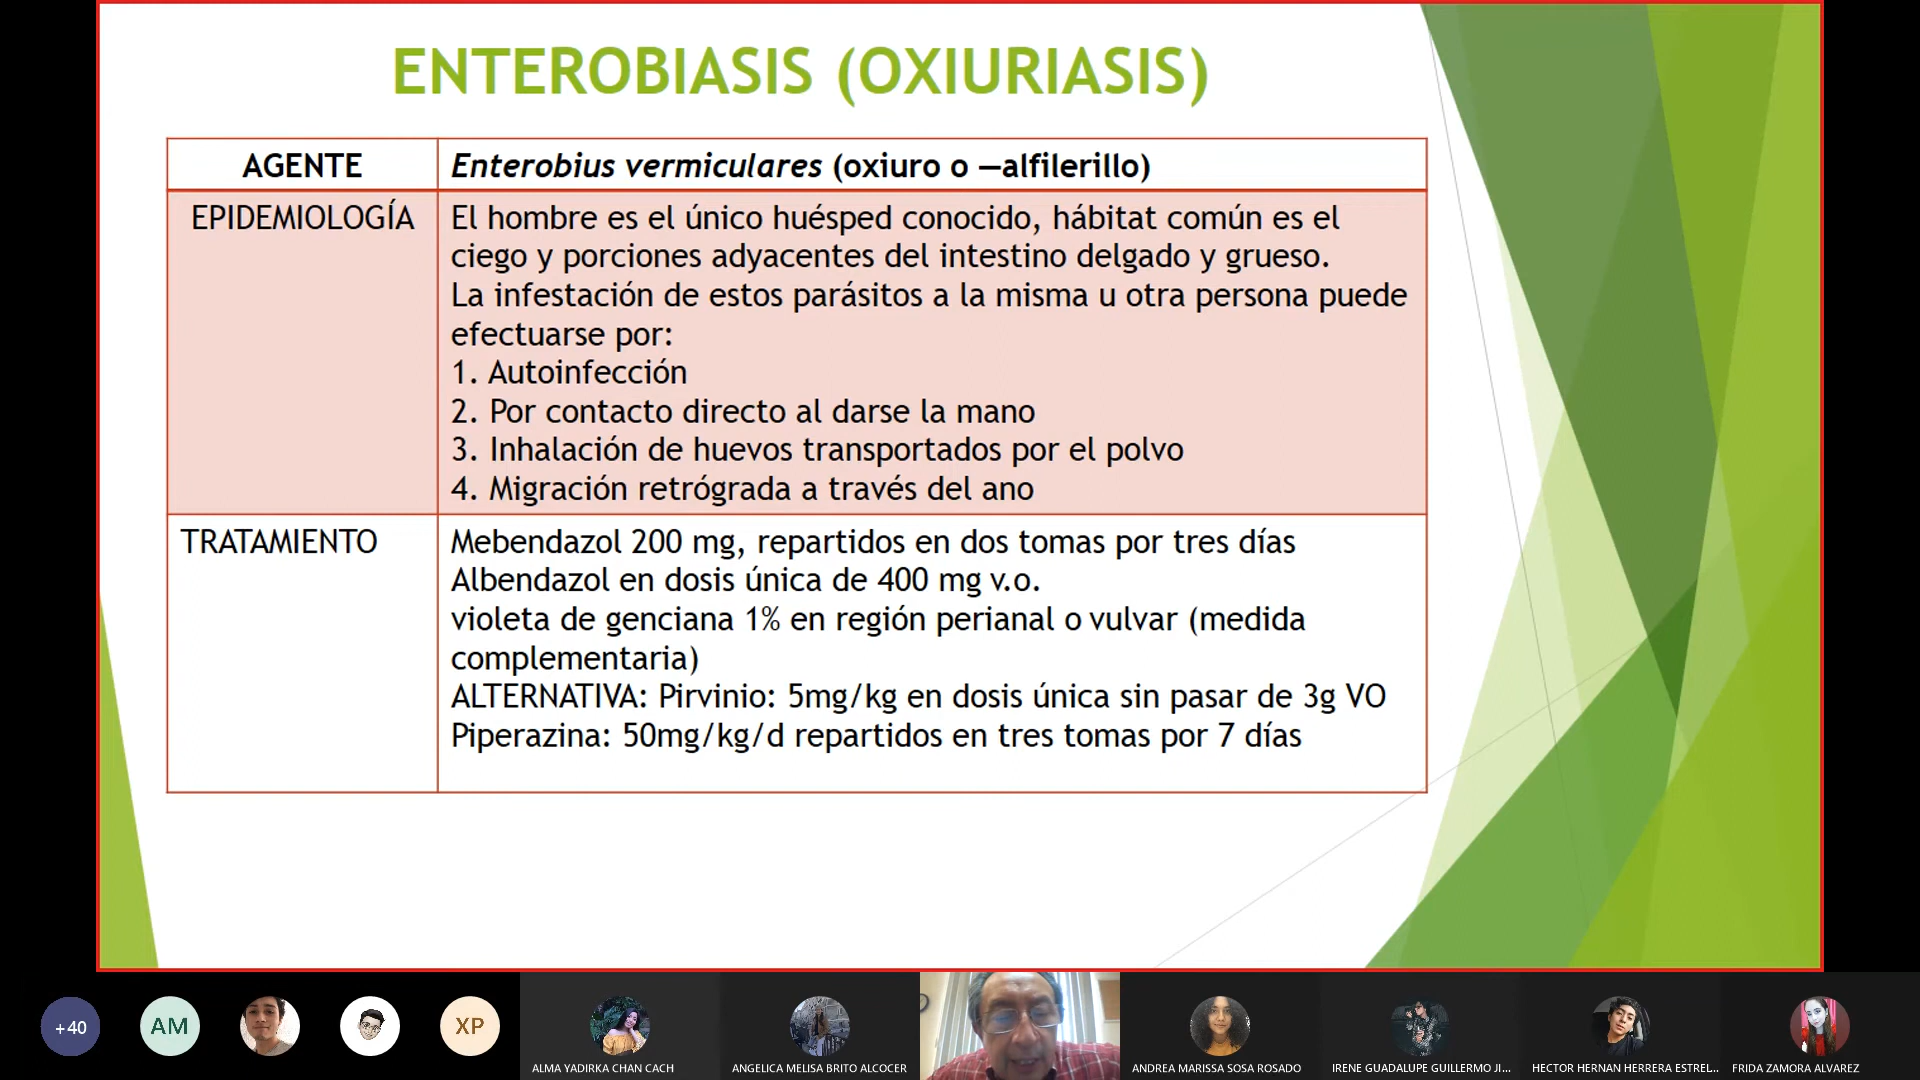 ENTEROBIASIS (OXIURIASIS)
AGENTE
Enterobius vermiculares (oxiuro o —alfilerillo)
EPIDEMIOLOGÍA
El hombre es el único huésped conocido, hábitat común es el
ciego y porciones adyacentes del intestino delgado y grueso.
La infestación de estos parásitos a la misma u otra persona puede
efectuarse por:
1. Autoinfección
2. Por contacto directo al darse la mano
3. Inhalación de huevos transportados por el polvo
4. Migración retrógrada a través del ano
TRATAMIENTO
Mebendazol 200 mg, repartidos en dos tomas por tres días
Albendazol en dosis única de 400 mg v.o.
violeta de genciana 1% en región perianal o vulvar (medida
complementaria)
ALTERNATIVA: Pirvinio: 5mg/kg en dosis única sin pasar de 3g VO
Piperazina: 50mg/kg/d repartidos en tres tomas por 7 días
+40
AM
XP
ALMA YADIRKA CHAN CACH
ANGELICA MELISA BRITO ALCOCER
ANDREA MARISSA SOSA ROSADO
IRENE GUADALUPE GUILLERMO JI...
HECTOR HERNAN HERRERA ESTREL...
FRIDA ZAMORA ALVAREZ